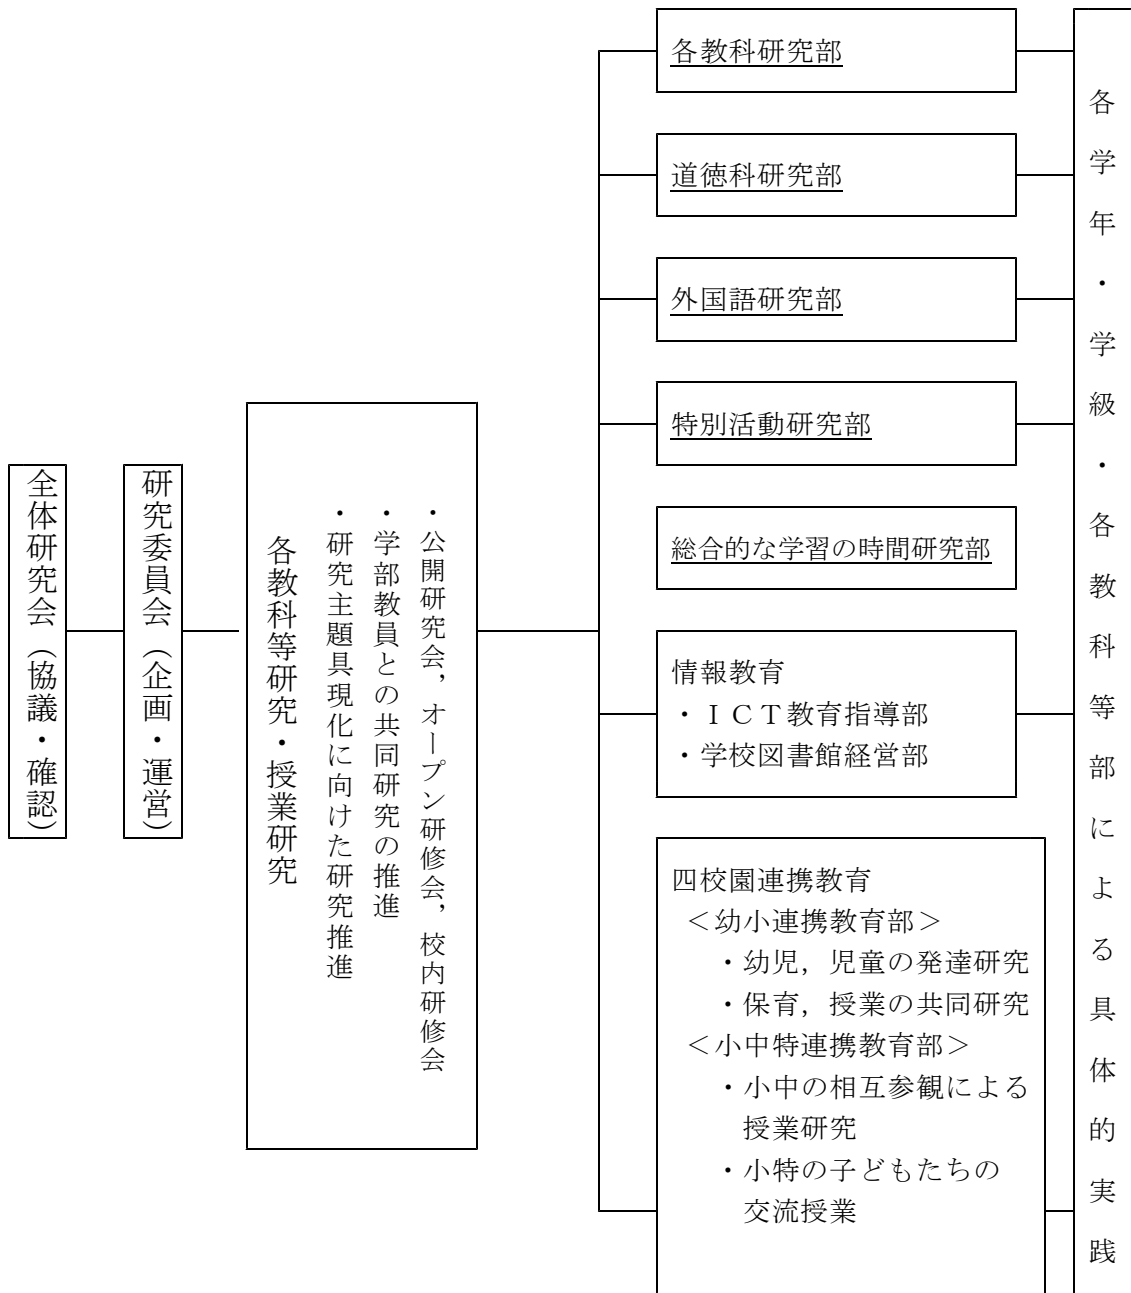 全体研究会（協議・確認）
研究委員会（企画・運営）
各教科等研究・授業研究
・研究主題具現化に向けた研究推進
・学部教員との共同研究の推進
・公開研究会，オープン研修会，校内研修会
各教科研究部
道徳科研究部
外国語研究部
特別活動研究部
総合的な学習の時間研究部
情報教育
・ＩＣＴ教育指導部
・学校図書館経営部
四校園連携教育
＜幼小連携教育部＞
・幼児，児童の発達研究
・保育，授業の共同研究
＜小中特連携教育部＞
・小中の相互参観による
授業研究
・小特の子どもたちの
交流授業
各学年・学級・各教科等部による具体的実践